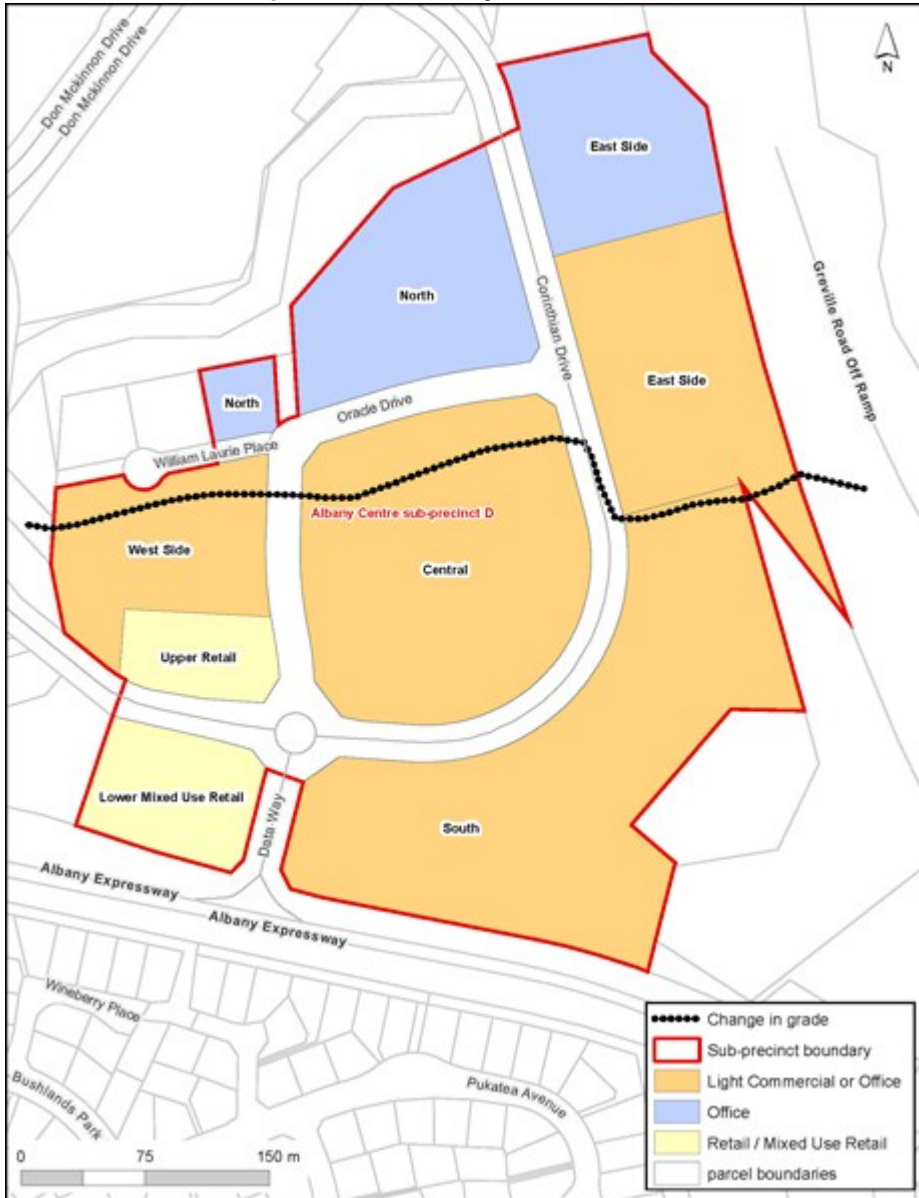 Don Mckinnon Drive
Don Mckinnon Drive
N
East Side
Greville Road Off Ramp
North
Corinthian Drive
East Side
North
Oracle Drive
William Laurie Place
Albany Centre sub-precinct D
West Side
Central
Upper Retail
Lower Mixed Use Retail
Data Way
South
Albany Expressway
Albany Expressway
Wineberry Place
Bushlands Park
Pukatea Avenue
Change in grade
Sub-precinct boundary
Light Commercial or Office
Office
Retail / Mixed Use Retail
parcel boundaries
0 75 150 m